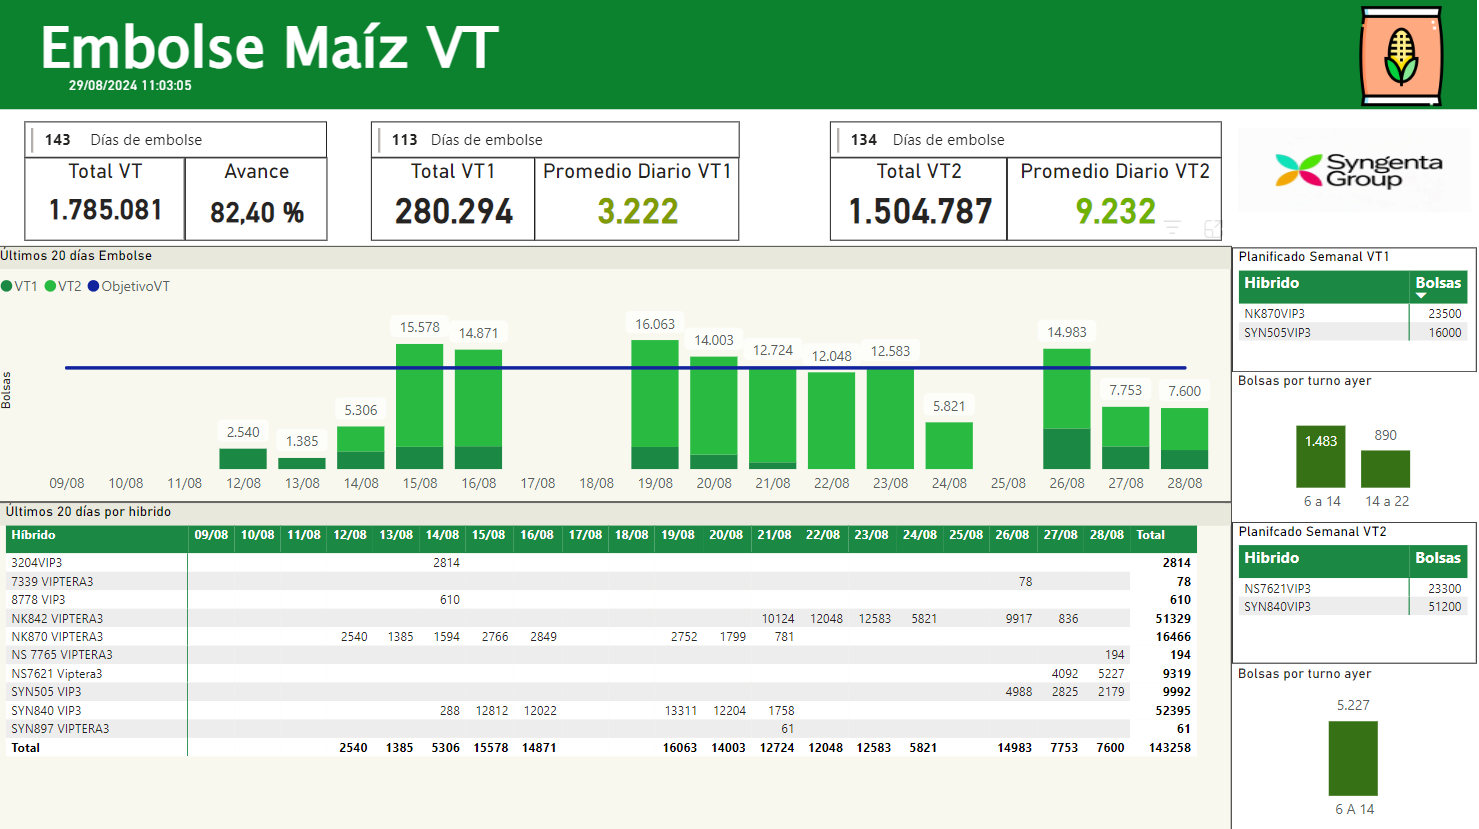 Embolse Maíz VT
29/08/2024 11:03:05
143 Días de embolse
Total VT Avance
1.785.081 82,40 %
113 Días de embolse
Total VT1 Promedio Diario VT1
280.294 3.222
134 Días de embolse
Total VT2 Promedio Diario VT2
1.504.787 9.232
Syngenta
Group
Últimos 20 días Embolse
VT1 VT2 ObjetivoVT
Bolsas
2.540 1.385 5.306 15.578 14.871 16.063 14.003 12.724 12.048 12.583 5.821 14.983 7.753 7.600
09/08 10/08 11/08 12/08 13/08 14/08 15/08 16/08 17/08 18/08 19/08 20/08 21/08 22/08 23/08 24/08 25/08 26/08 27/08 28/08
Últimos 20 días por hibrido
Híbrido 09/08 10/08 11/08 12/08 13/08 14/08 15/08 16/08 17/08 18/08 19/08 20/08 21/08 22/08 23/08 24/08 25/08 26/08 27/08 28/08 Total
3204VIP3 2814 2814
7339 VIPTERA3 78 78
8778 VIP3 610 610
NK842 VIPTERA3 10124 12048 12583 5821 9917 836 51329
NK870 VIPTERA3 2540 1385 1594 2766 2849 2752 1799 781 16466
NS 7765 VIPTERA3 194 194
NS7621 Viptera3 4092 5227 9319
SYN505 VIP3 4988 2825 2179 9992
SYN840 VIP3 288 12812 12022 13311 12204 1758 52395
SYN897 VIPTERA3 61 61
Total 2540 1385 5306 15578 14871 16063 14003 12724 12048 12583 5821 14983 7753 7600 143258
Planificado Semanal VT1
Hibrido Bolsas
NK870VIP3 23500
SYN505VIP3 16000
Bolsas por turno ayer
1.483 890
6 a 14 14 a 22
Planifcado Semanal VT2
Hibrido Bolsas
NS7621VIP3 23300
SYN840VIP3 51200
Bolsas por turno ayer
5.227
6 A 14